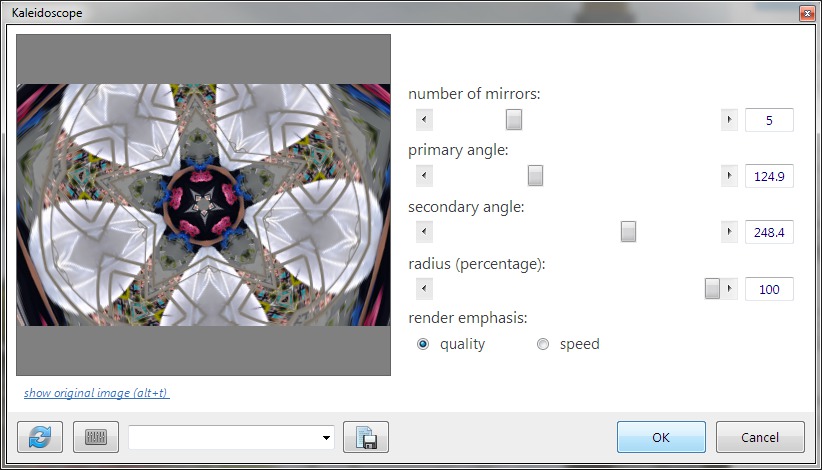 Kaleidoscope
number of mirrors:
5
primary angle:
124.9
secondary angle:
248.4
radius (percentage):
100
render emphasis:
quality speed
show original image (alt+t)
OK Cancel